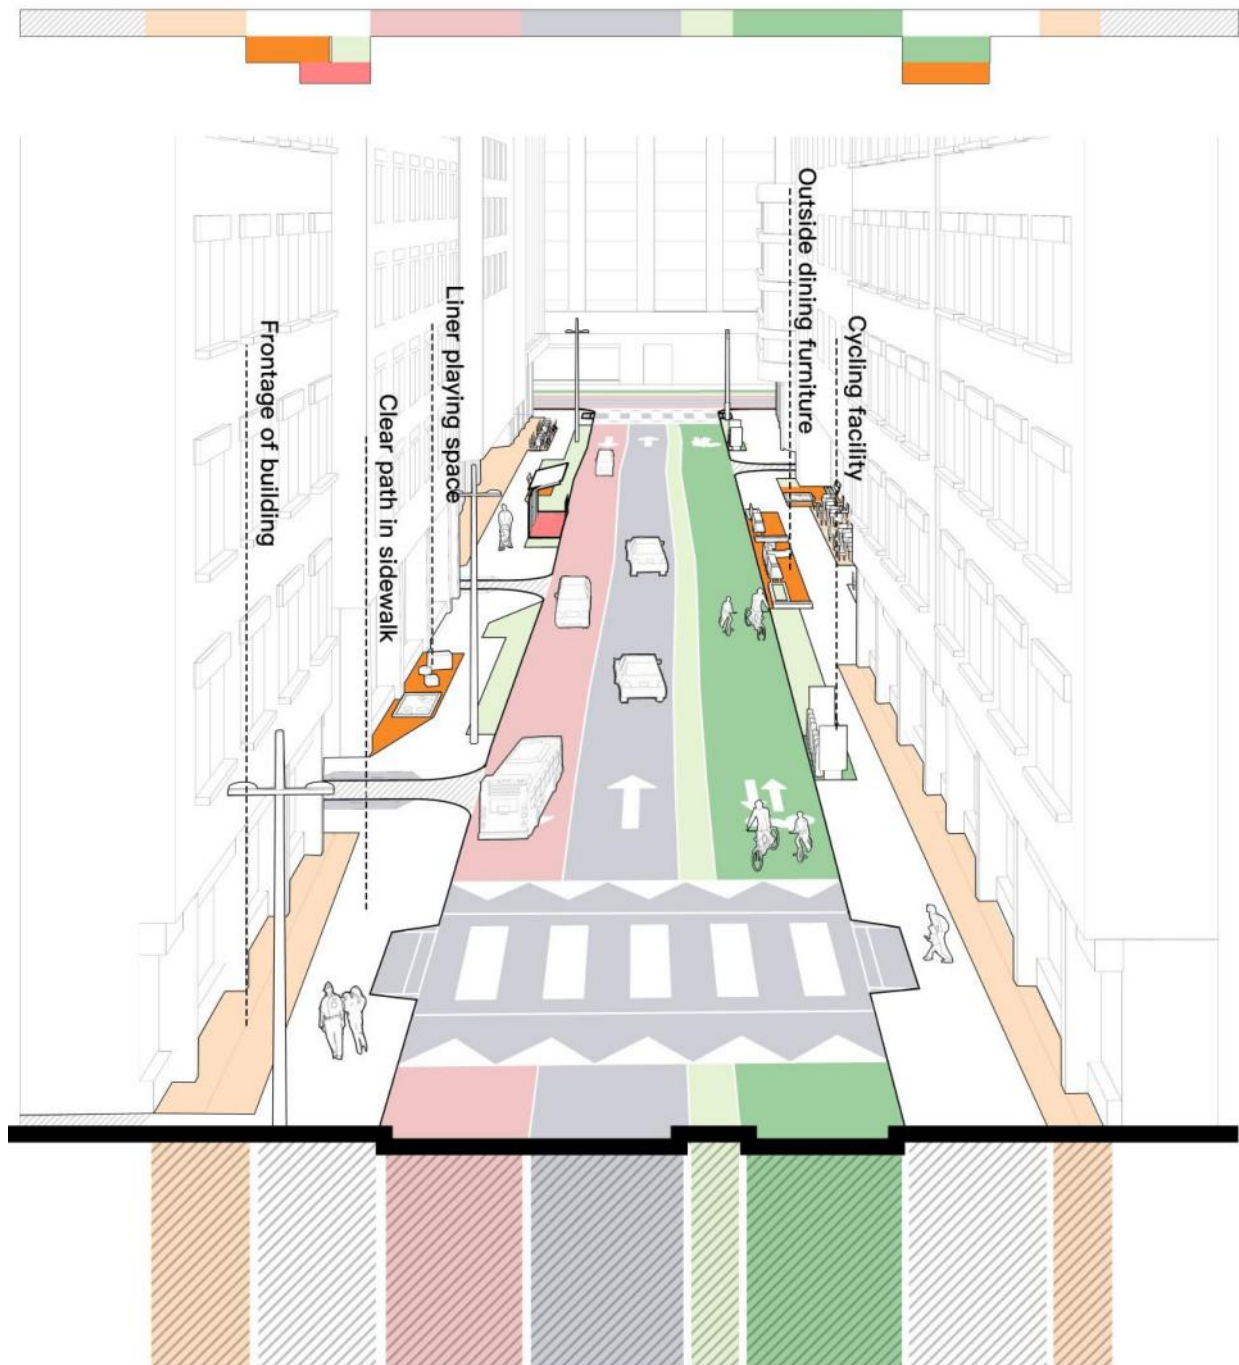 Frontage of building
Clear path in sidewalk
Liner playing space
Outside dining furniture
Cycling facility